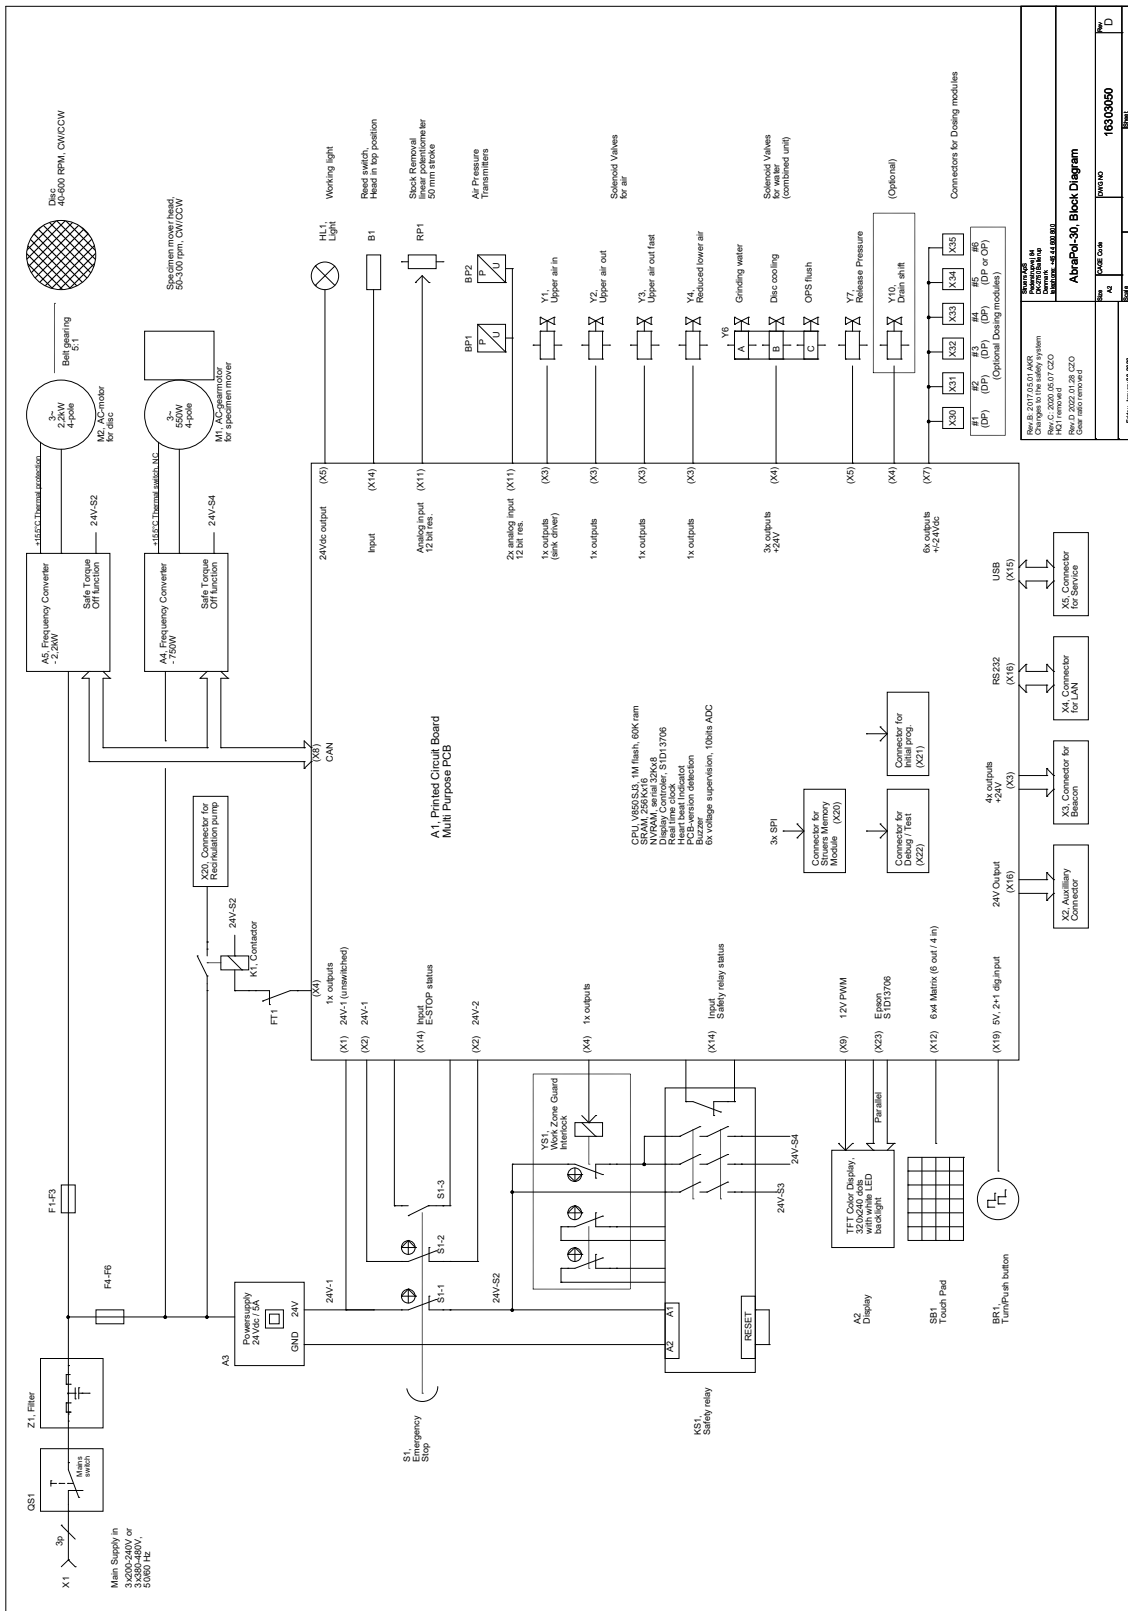 X1
3p
Main Supply in
3x200-240V or
3x380-480V,
50/60 Hz
QS1
Mains
switch
Z1, Filter
F1-F3
F4-F6
A3
Powersupply
24Vdc / 5A
GND
24V
X20, Connector for
Recirkulation pump
24V-S2
K1, Contactor
FT1
A5, Frequency Converter
- 2,2kW
Safe Torque
Off function
24V-S2
+155°C Thermal protection
3~
2,2kW
4-pole
M2, AC-motor
for disc
Belt gearing
5:1
Disc
40-600 RPM, CW/CCW
A4, Frequency Converter
- 750W
Safe Torque
Off function
24V-S4
+155°C Thermal switch, NC
3~
550W
4-pole
M1, AC-gearmotor
for specimen mover
Specimen mover head,
50-300 rpm, CW/CCW
S1,
Emergency
Stop
24V-1
S1-1
S1-2
S1-3
24V-S2
YS1,
Work Zone Guard
Interlock
KS1,
Safety relay
A2
A1
RESET
24V-S3
24V-S4
A2
Display
TFT Color Display,
320x240 dots
with white LED
backlight
Parallel
SB1
Touch Pad
BR1,
Turn/Push button
(X4)
1x outputs
(X1)
24V-1 (unswitched)
(X2)
24V-1
(X14)
Input
E-STOP status
(X2)
24V-2
(X4)
1x outputs
(X14)
Input
Safety relay status
(X9)
12V PWM
(X23)
Epson
S1D13706
(X12)
6x4 Matrix (6 out / 4 in)
(X19)
5V, 2+1 dig.input
(X8)
CAN
A1, Printed Circuit Board
Multi Purpose PCB
CPU, V850SJ3, 1M flash, 60K ram
SRAM, 256Kx16
NVRAM, serial 32Kx8
Display Controler, S1D13706
Real time clock
Heart beat Indicatot
PCB-version detection
Buzzer
6x voltage supervision, 10bits ADC
3x SPI
Connector for
Struers Memory
Module
(X20)
Connector for
Debug / Test
(X22)
Connector for
Initial prog.
(X21)
24V Output
(X16)
X2, Auxilliary
Connector
4x outputs
+24V
(X3)
X3, Connector for
Beacon
RS232
(X16)
X4, Connector
for LAN
USB
(X15)
X5, Connector
for Service
24Vdc output
(X5)
HL1,
Light
Working light
Input
(X14)
B1
Reed switch,
Head in top position
Analog input
12 bit res.
(X11)
RP1
Stock Removal
linear potentiometer
50 mm stroke
2x analog input
12 bit res.
(X11)
BP1
P
U
BP2
P
U
Air Pressure
Transmitters
1x outputs
(sink driver)
(X3)
Y1,
Upper air in
1x outputs
(X3)
Y2,
Upper air out
Solenoid Valves
for air
1x outputs
(X3)
Y3,
Upper air out fast
1x outputs
(X3)
Y4,
Reduced lower air
3x outputs
+24V
(X4)
Y6
A
B
C
Grinding water
Disc cooling
OPS flush
Solenoid Valves
for water
(combined unit)
(X5)
Y7,
Release Pressure
(X4)
Y10,
Drain shift
(Optional)
6x outputs
+/-24Vdc
(X7)
X30
X31
X32
X33
X34
X35
#1
(DP)
#2
(DP)
#3
(DP)
#4
(DP)
#5
(DP or OP)
#6
(Optional Dosing modules)
Connectors for Dosing modules
Rev.B: 2017.05.01 AKR
Changes to the safety system
Rev.C: 2020.05.07 CZO
HQ1 removed
Rev.D 2022.01.28 CZO
Gear ratio removed
Struers ApS
Denmark
AbraPol-30, Block Diagram
Size
A2
CAGE Code
DWG NO
16303050
Rev
D
Scale
Sheet